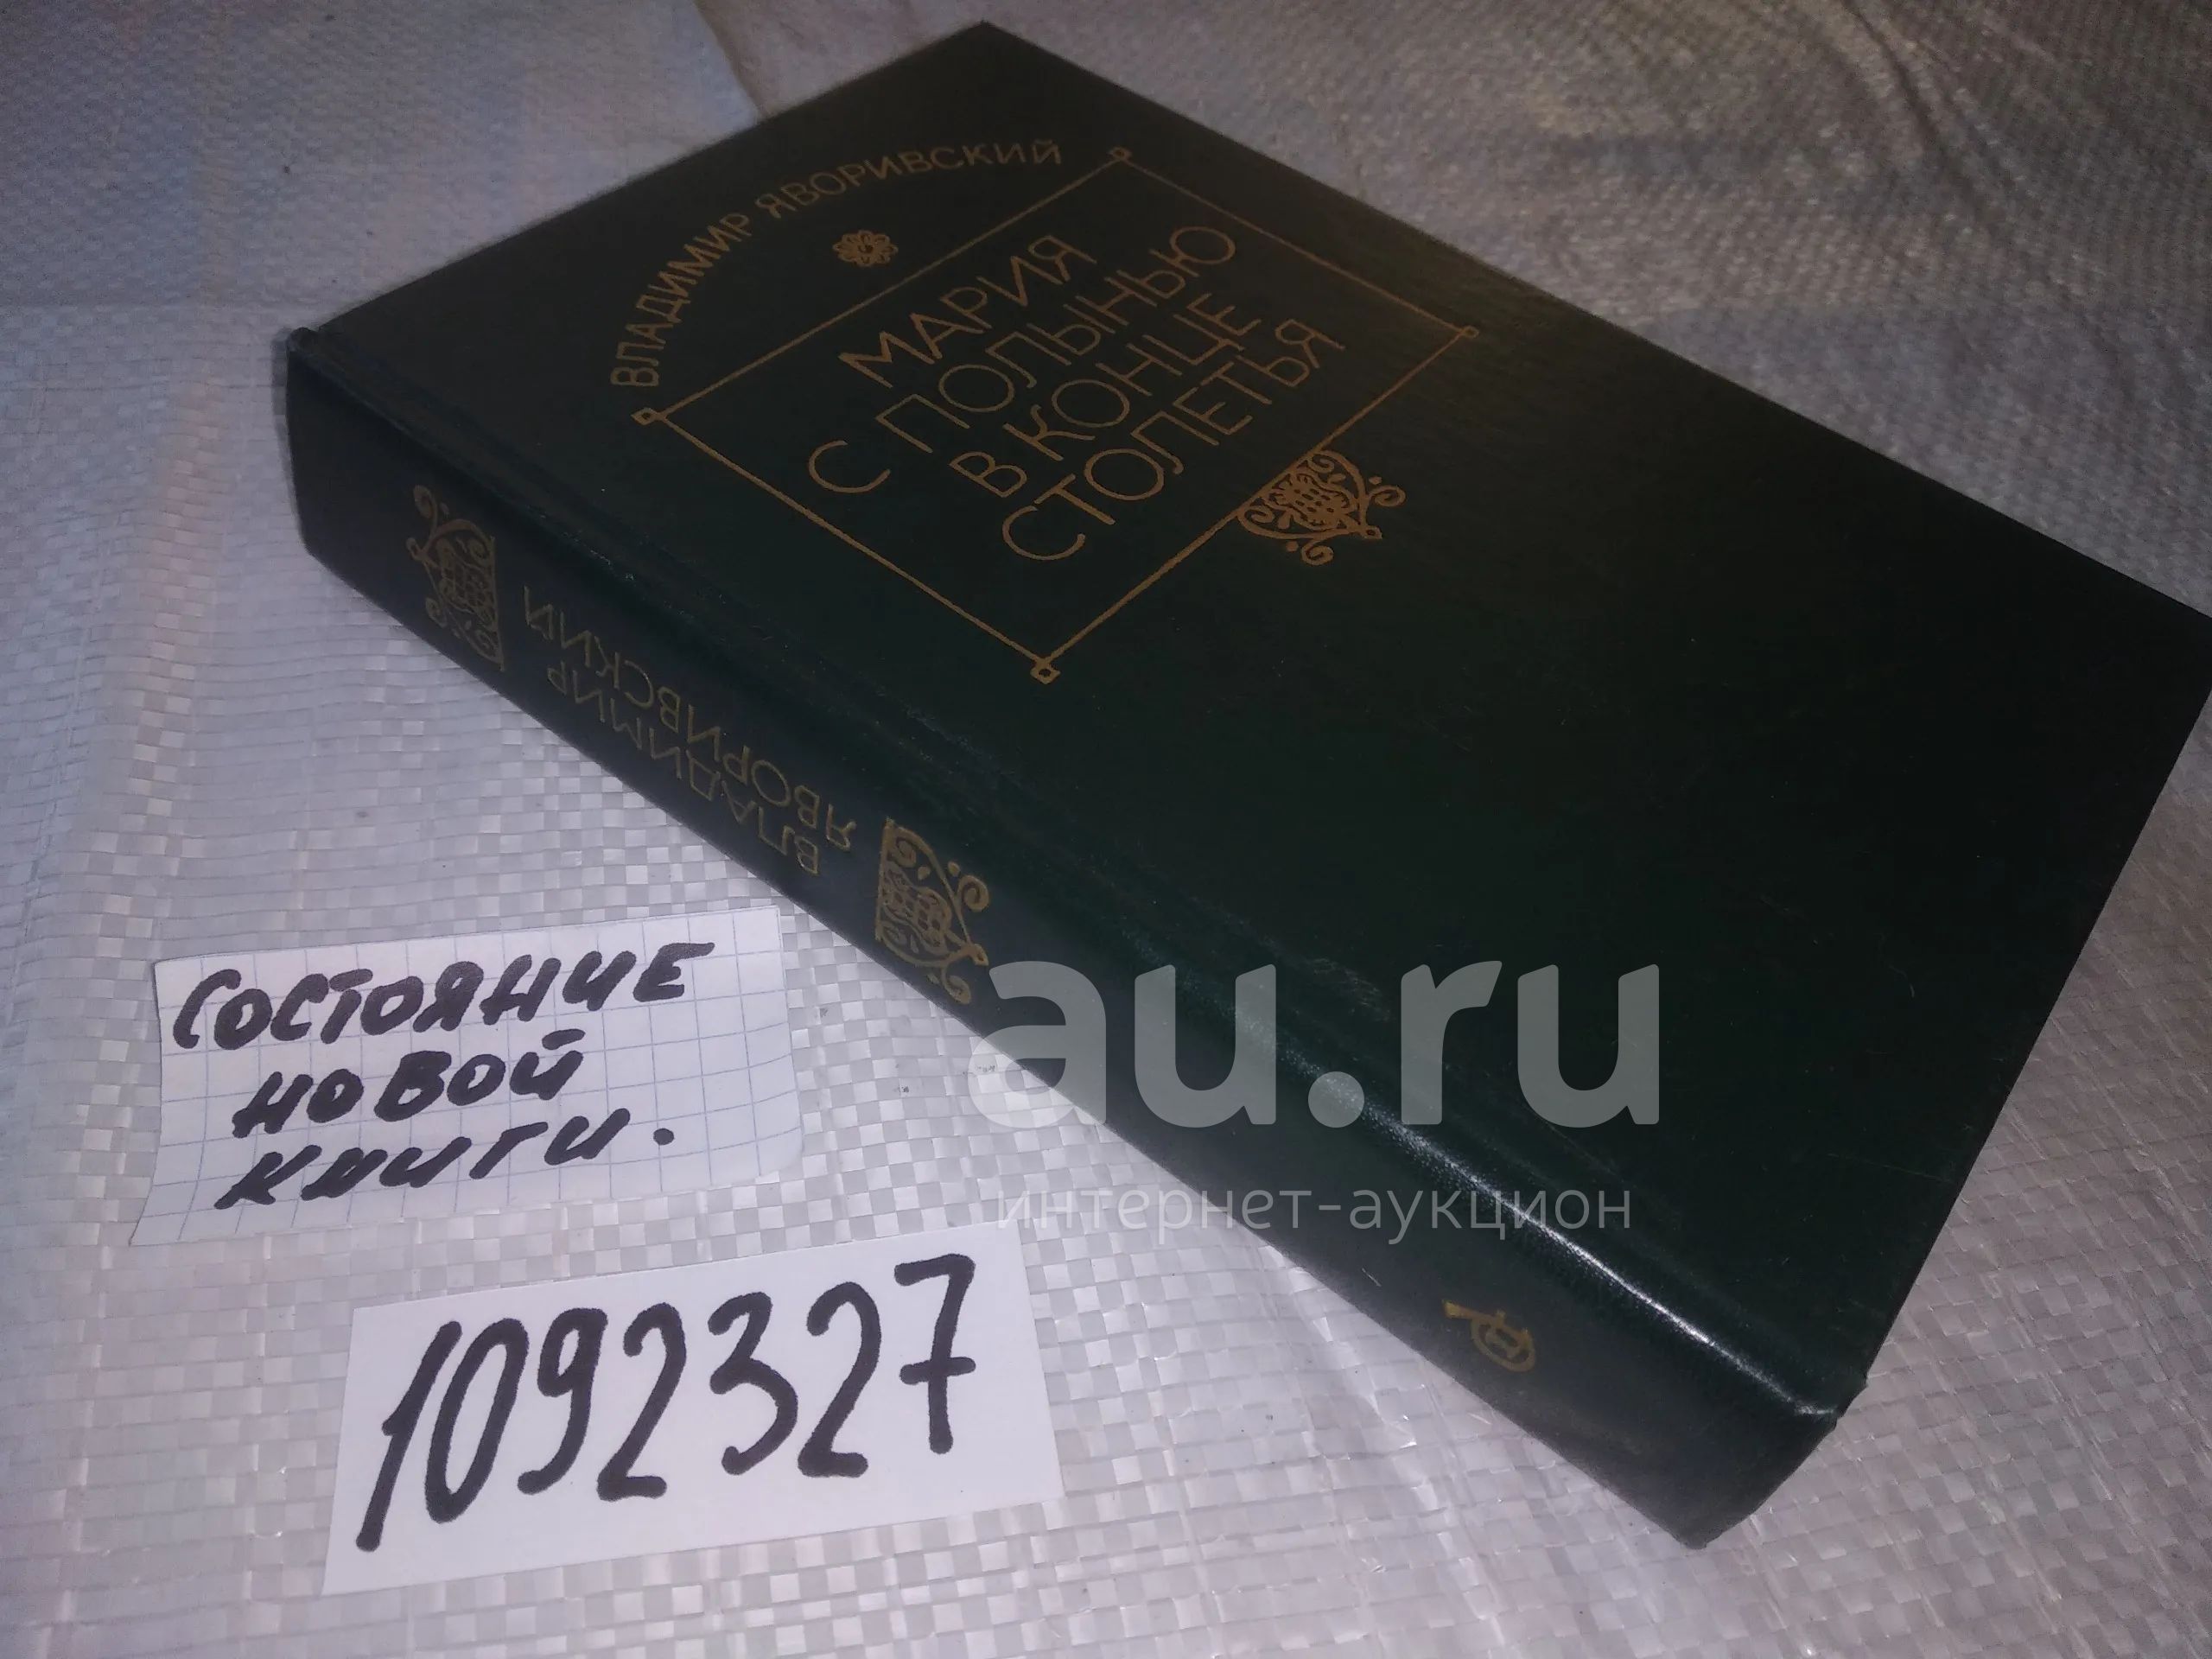 ВЛАДИМИР ЯВОРИВСКИЙ
МАРИЯ
С ПОЛЫНЬЮ
В КОНЦЕ
СТОЛЕТЬЯ
ВЛАДИМИР
ЯВОРИВСКИЙ
СОСТОЯНИЕ
НОВОЙ
КНИГИ.
1092327
au.ru
интернет-аукцион